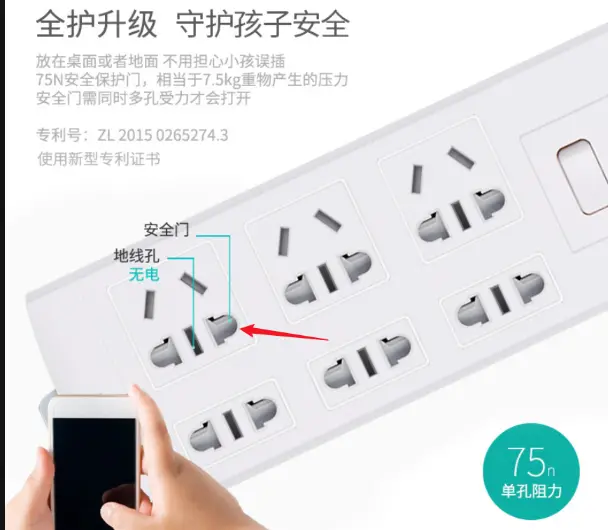 全护升级 守护孩子安全
放在桌面或者地面 不用担心小孩误插
75N安全保护门，相当于7.5kg重物产生的压力
安全门需同时多孔受力才会打开
专利号：ZL 2015 0265274.3
使用新型专利证书
安全门
地线孔
无电
75n
单孔阻力